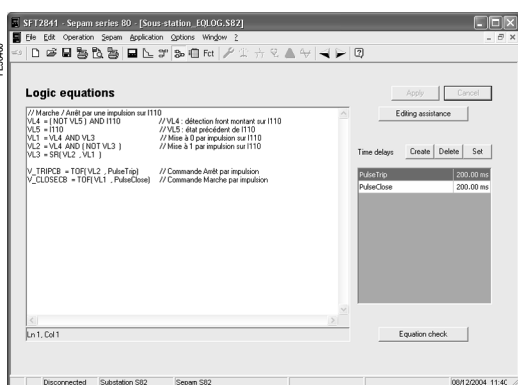 SFT2841 - Sepam series 80 - [Sous-station_EQLOG.S82]
File Edit Operation Sepam Application Options Window ?
Fct
Logic equations
Apply Cancel
Editing assistance
// Marche / Arrêt par une impulsion sur I110
VL4 = ( NOT VL5 ) AND I110 // VL4 : détection front montant sur I110
VL5 = I110 // VL5 : état précédent de I110
VL1 = VL4 AND VL3 // Mise à 0 par impulsion sur I110
VL2 = VL4 AND ( NOT VL3 ) // Mise à 1 par impulsion sur I110
VL3 = SR( VL2 , VL1 )
V_TRIPCB = TOF( VL2 , PulseTrip) // Commande Arrêt par impulsion
V_CLOSECB = TOF( VL1 , PulseClose) // Commande Marche par impulsion
Time delays Create Delete Set
PulseTrip 200.00 ms
PulseClose 200.00 ms
Ln 1, Col 1
Equation check
Disconnected Substation S82 Sepam S82 08/12/2004 11:40